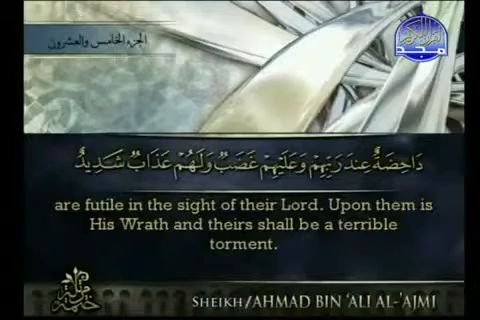 الجزء الخامس والعشرون
المجد
دَاحِضَةٌ عِندَ رَبِّهِمْ وَعَلَيْهِمْ غَضَبٌ وَلَهُمْ عَذَابٌ شَدِيدٌ
are futile in the sight of their Lord. Upon them is
His Wrath and theirs shall be a terrible
torment.
SHEIKH/AHMAD BIN 'ALI AL-'AJMI